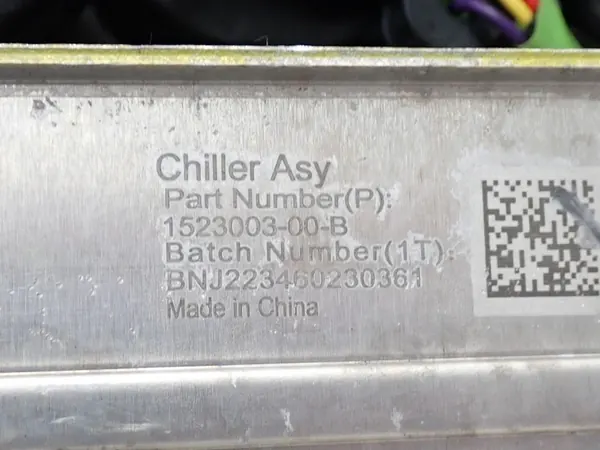 Chiller Asy
Part Number(P):
1523003-00-B
Batch Number(1T):
BNJ223460230361
Made in China